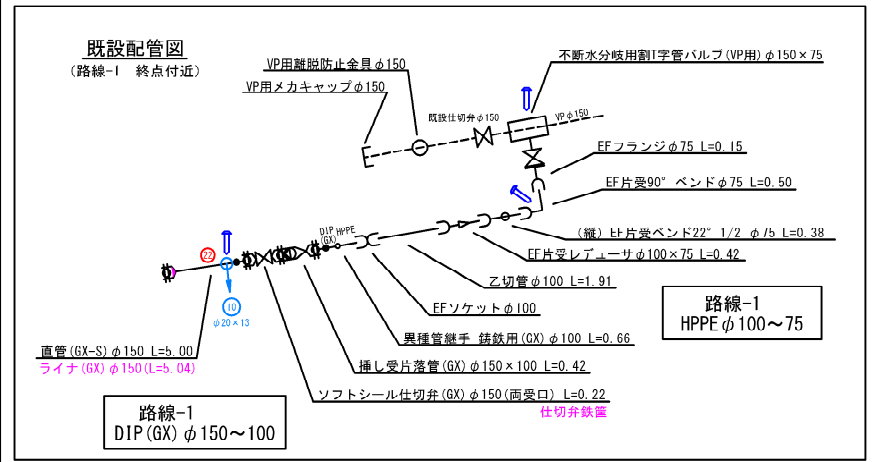 既設配管図
(路線-1 終点付近)
VP用離脱防止金具φ150
VP用メカキャップφ150
不断水分岐用割T字管バルブ(VP用)φ150×75
既設仕切弁φ150
VPφ150
EFフランジφ75 L=0.15
EF片受90°ベンドφ75 L=0.50
(縦)EF片受ベンド22°1/2 φ75 L=0.38
EF片受レデューサφ100×75 L=0.42
乙切管φ100 L=1.91
EFソケットφ100
DIP
(GX)
HPPE
異種管継手 鋳鉄用(GX)φ100 L=0.66
挿し受片落管(GX)φ150×100 L=0.42
ソフトシール仕切弁(GX)φ150(両受口) L=0.22
仕切弁鉄筐
22
10
φ20×13
直管(GX-S)φ150 L=5.00
ライナ(GX)φ150(L=5.04)
路線-1
HPPEφ100～75
路線-1
DIP(GX)φ150～100